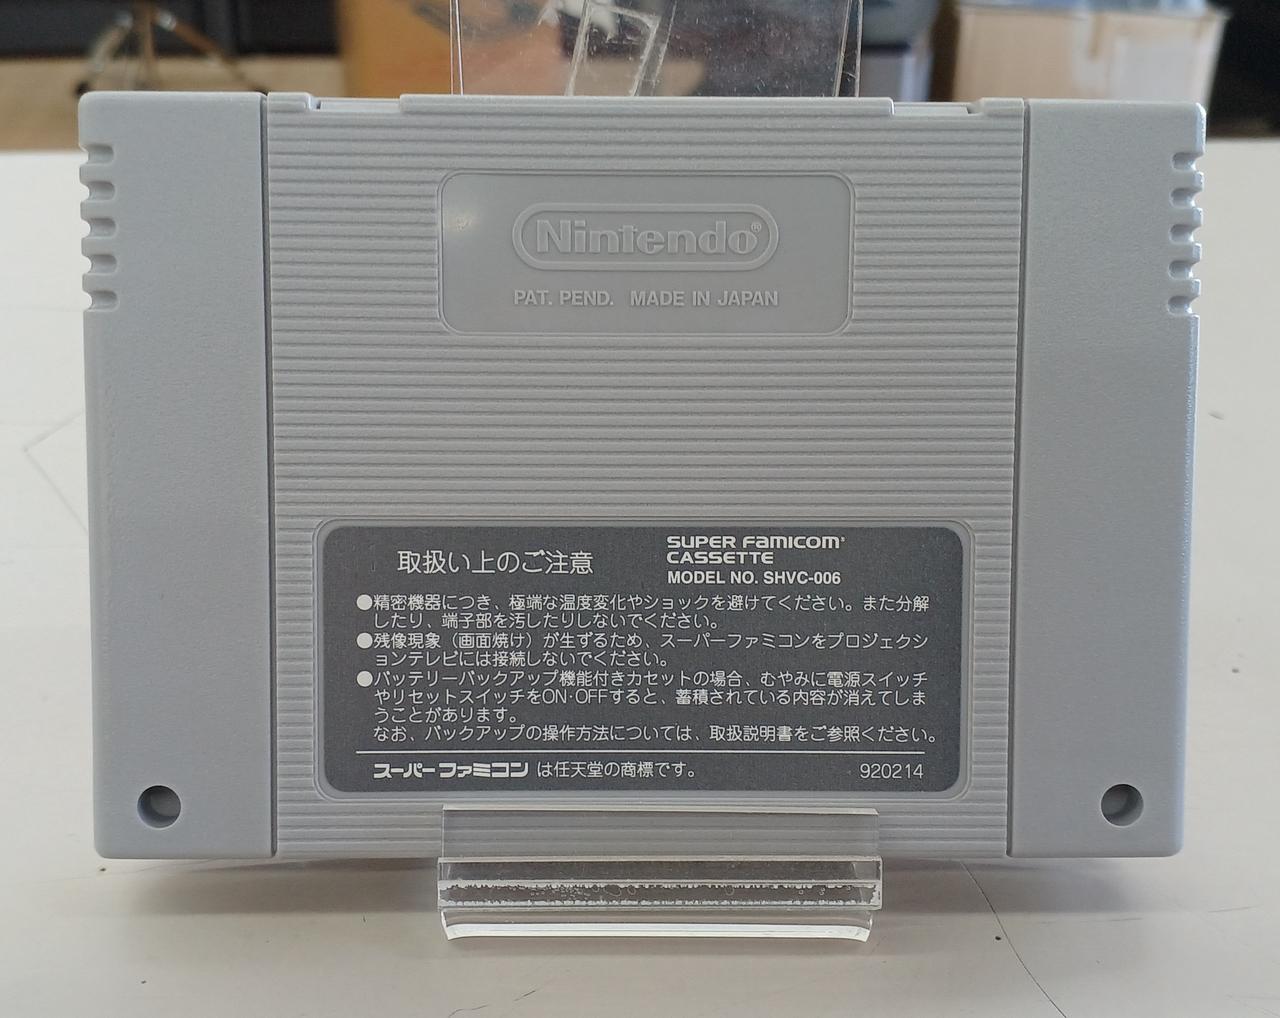 Nintendo®
PAT. PEND. MADE IN JAPAN
取扱い上のご注意
SUPER FAMICOM®
CASSETTE
MODEL NO. SHVC-006
●精密機器につき、極端な温度変化やショックを避けてください。また分解
したり、端子部を汚したりしないでください。
●残像現象（画面焼け）が生ずるため、スーパーファミコンをプロジェクシ
ョンテレビには接続しないでください。
●バッテリーバックアップ機能付きカセットの場合、むやみに電源スイッチ
やリセットスイッチをON·OFFすると、蓄積されている内容が消えてしま
うことがあります。
なお、バックアップの操作方法については、取扱説明書をご参照ください。
スーパーファミコン は任天堂の商標です。
920214